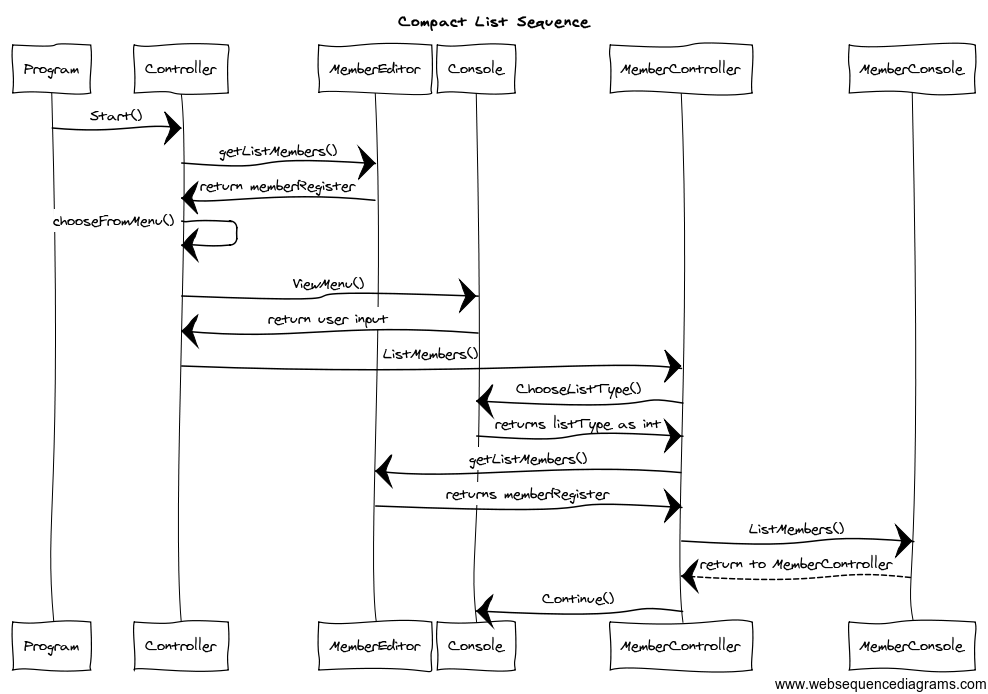 Compact List Sequence
Program Controller MemberEditor Console MemberController MemberConsole
Start()
getListMembers()
return memberRegister
chooseFromMenu()
ViewMenu()
return user input
ListMembers()
ChooseListType()
returns listType as int
getListMembers()
returns memberRegister
ListMembers()
return to MemberController
Continue()
Program Controller MemberEditor Console MemberController MemberConsole
www.websequencediagrams.com